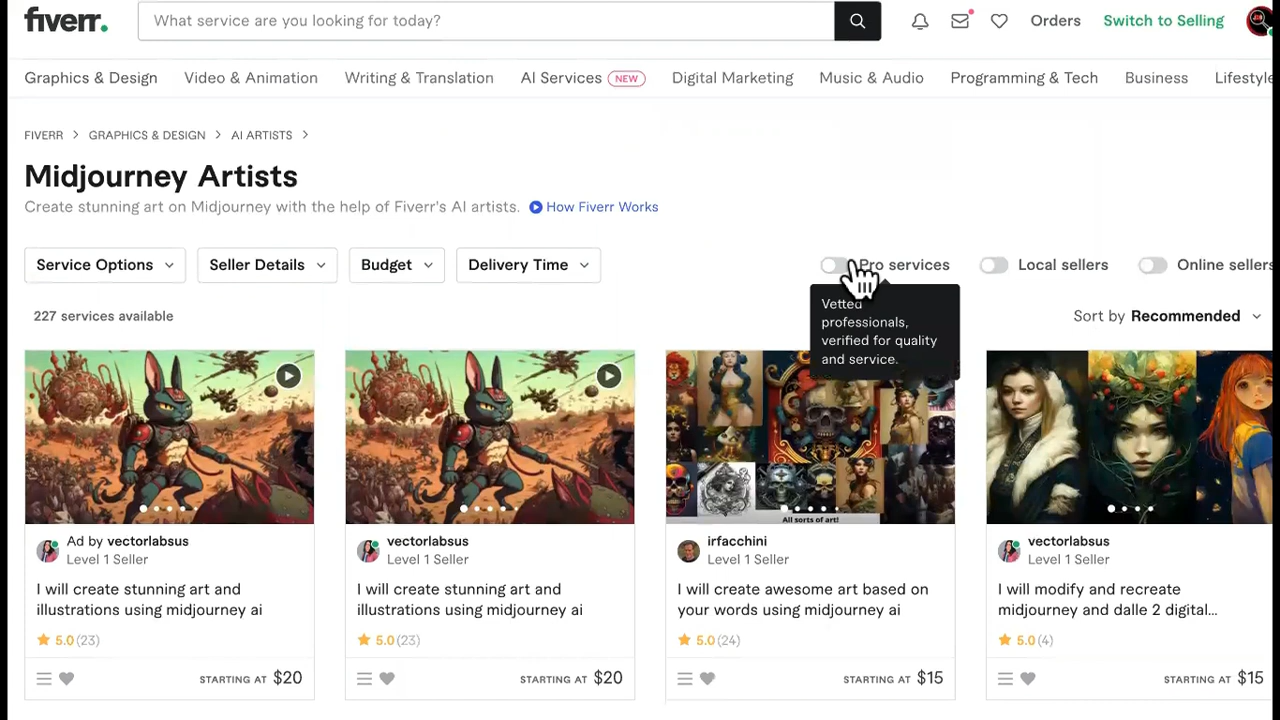 fiverr.
What service are you looking for today?
Orders
Switch to Selling
Graphics & Design
Video & Animation
Writing & Translation
AI Services NEW
Digital Marketing
Music & Audio
Programming & Tech
Business
Lifestyle
FIVERR > GRAPHICS & DESIGN > AI ARTISTS >
Midjourney Artists
Create stunning art on Midjourney with the help of Fiverr's AI artists. How Fiverr Works
Service Options
Seller Details
Budget
Delivery Time
Pro services
Local sellers
Online sellers
Vetted
professionals,
verified for quality
and service.
227 services available
Sort by Recommended
Ad by vectorlabsus
Level 1 Seller
I will create stunning art and
illustrations using midjourney ai
5.0 (23)
STARTING AT $20
vectorlabsus
Level 1 Seller
I will create stunning art and
illustrations using midjourney ai
5.0 (23)
STARTING AT $20
All sorts of art!
irfacchini
Level 1 Seller
I will create awesome art based on
your words using midjourney ai
5.0 (24)
STARTING AT $15
vectorlabsus
Level 1 Seller
I will modify and recreate
midjourney and dalle 2 digital...
5.0 (4)
STARTING AT $15